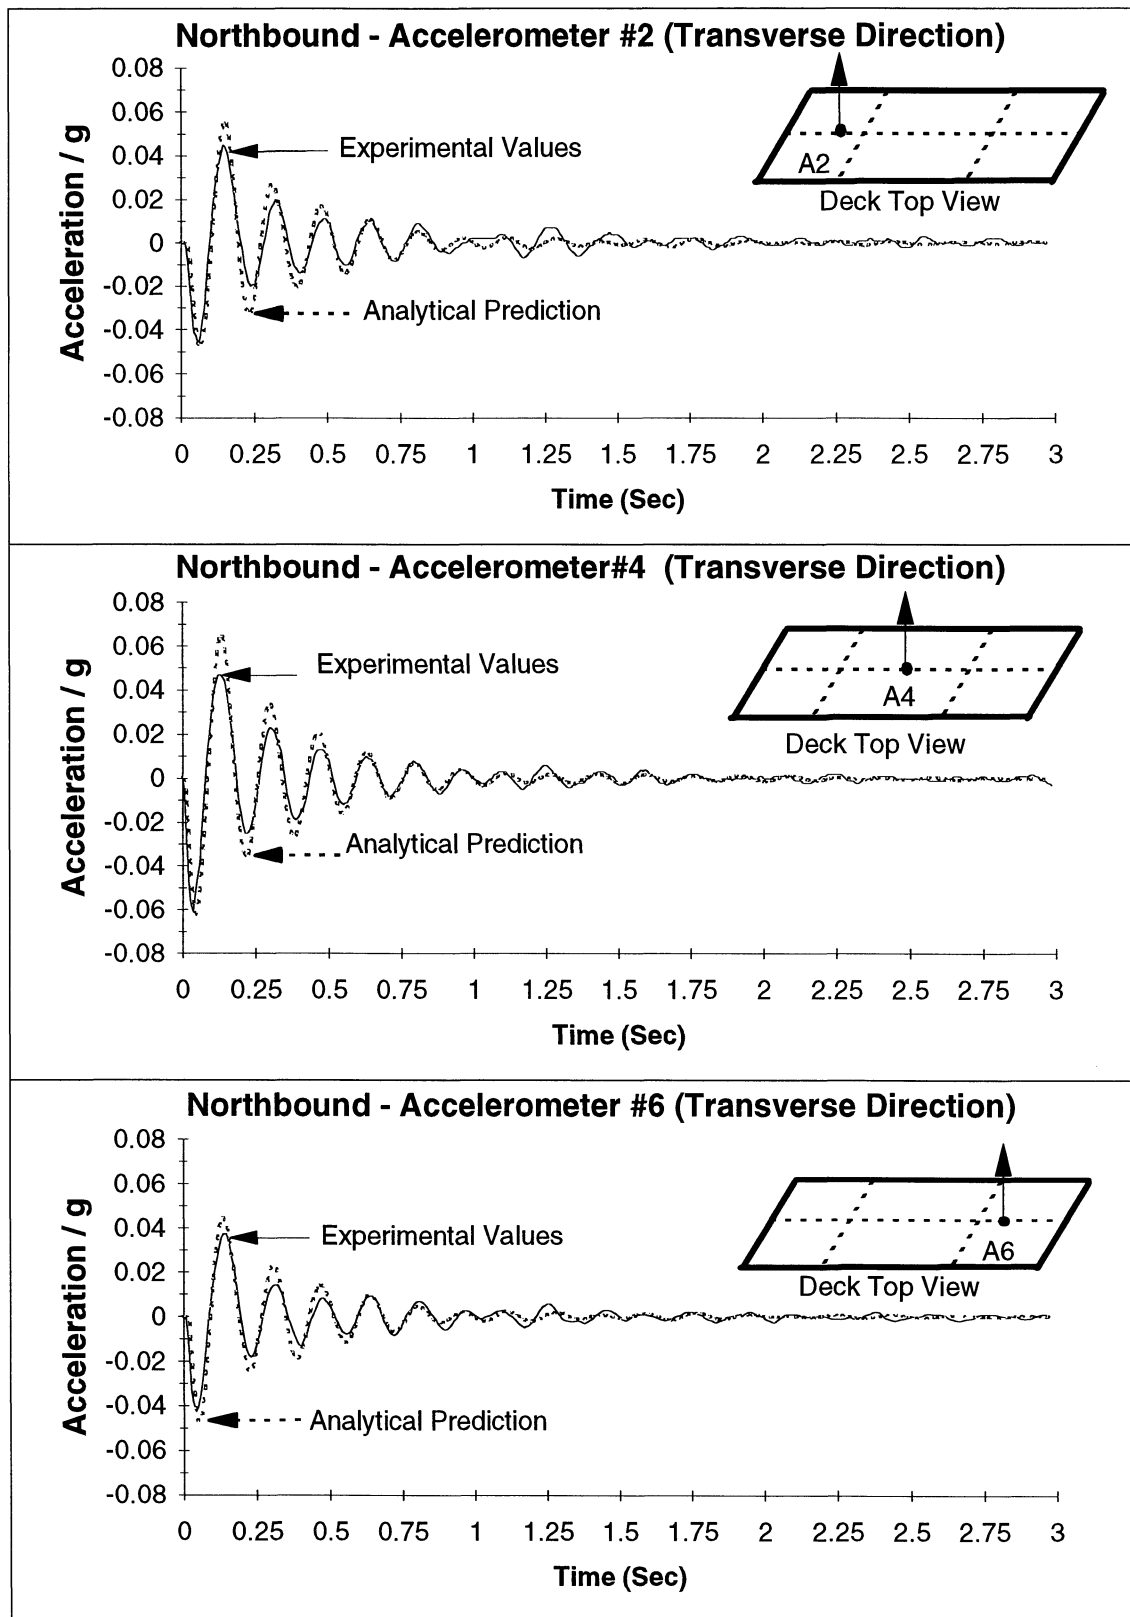 Northbound - Accelerometer #2 (Transverse Direction)
0.08
0.06
0.04
0.02
0
-0.02
-0.04
-0.06
-0.08
Acceleration / g
Experimental Values
Analytical Prediction
A2
Deck Top View
0 0.25 0.5 0.75 1 1.25 1.5 1.75 2 2.25 2.5 2.75 3
Time (Sec)
Northbound - Accelerometer#4 (Transverse Direction)
0.08
0.06
0.04
0.02
0
-0.02
-0.04
-0.06
-0.08
Acceleration / g
Experimental Values
Analytical Prediction
A4
Deck Top View
0 0.25 0.5 0.75 1 1.25 1.5 1.75 2 2.25 2.5 2.75 3
Time (Sec)
Northbound - Accelerometer #6 (Transverse Direction)
0.08
0.06
0.04
0.02
0
-0.02
-0.04
-0.06
-0.08
Acceleration / g
Experimental Values
Analytical Prediction
A6
Deck Top View
0 0.25 0.5 0.75 1 1.25 1.5 1.75 2 2.25 2.5 2.75 3
Time (Sec)